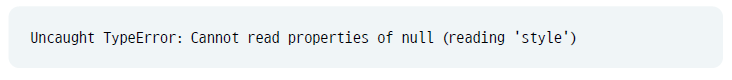 Uncaught TypeError: Cannot read properties of null (reading 'style')